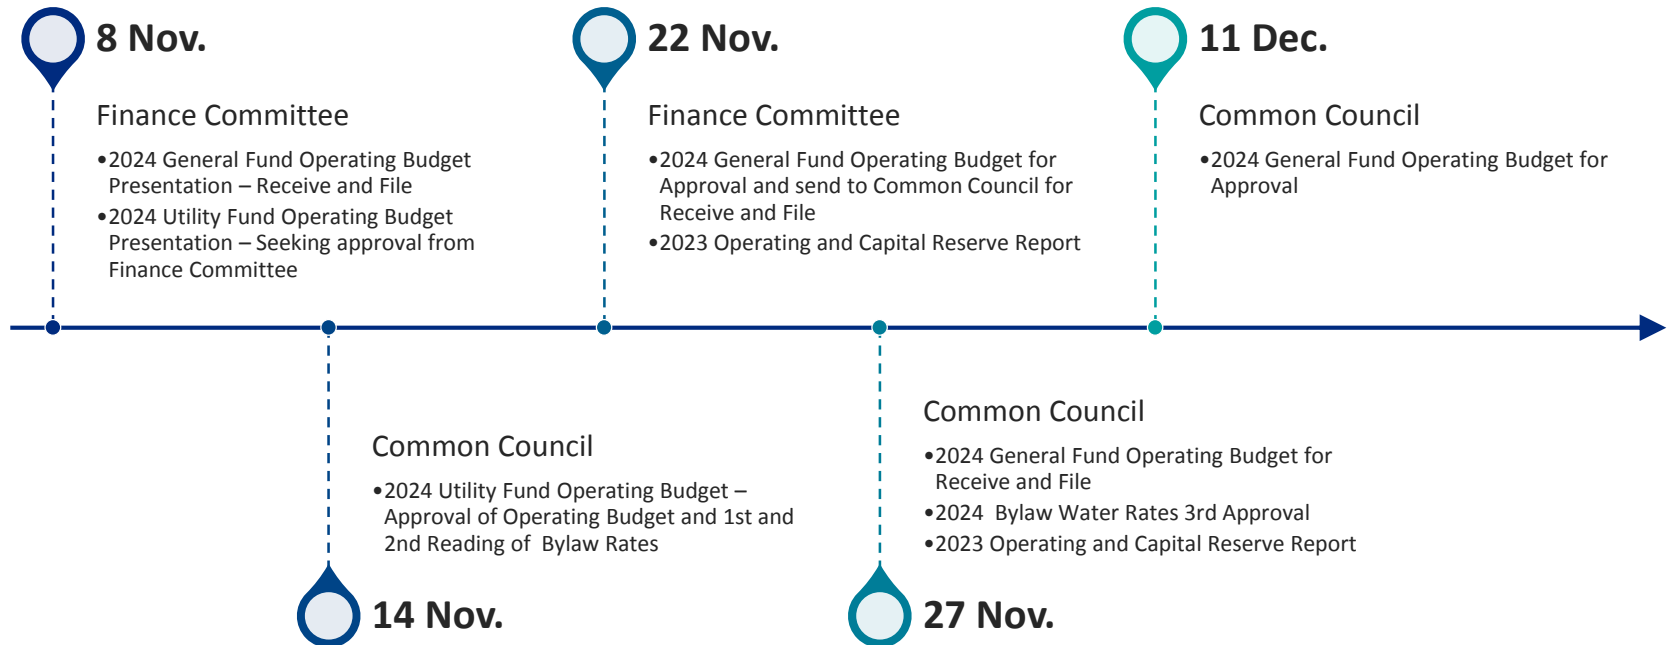 8 Nov.
Finance Committee
•2024 General Fund Operating Budget
Presentation – Receive and File
•2024 Utility Fund Operating Budget
Presentation – Seeking approval from
Finance Committee
22 Nov.
Finance Committee
•2024 General Fund Operating Budget for
Approval and send to Common Council for
Receive and File
•2023 Operating and Capital Reserve Report
11 Dec.
Common Council
•2024 General Fund Operating Budget for
Approval
Common Council
•2024 Utility Fund Operating Budget –
Approval of Operating Budget and 1st and
2nd Reading of  Bylaw Rates
14 Nov.
Common Council
•2024 General Fund Operating Budget for
Receive and File
•2024  Bylaw Water Rates 3rd Approval
•2023 Operating and Capital Reserve Report
27 Nov.